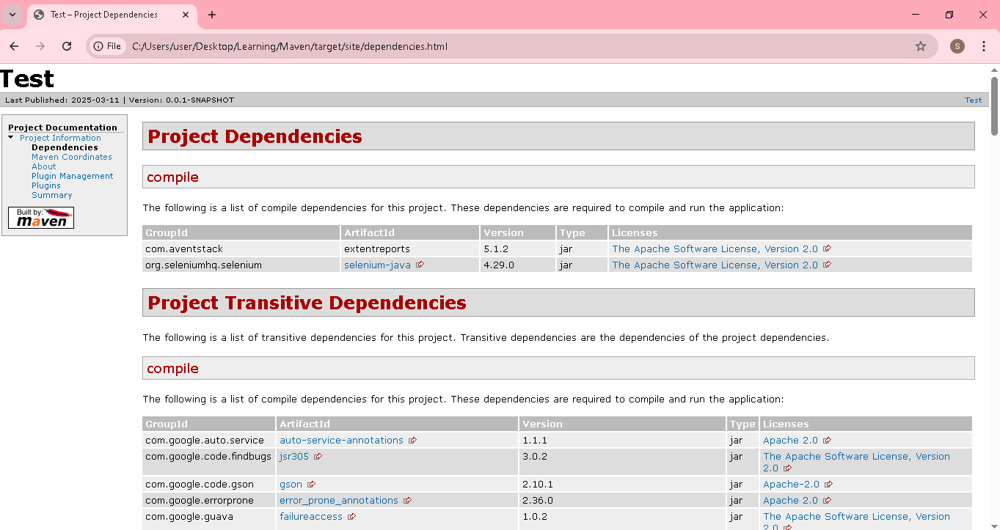 Test – Project Dependencies
File
C:/Users/user/Desktop/Learning/Maven/target/site/dependencies.html
S
Test
Last Published: 2025-03-11 | Version: 0.0.1-SNAPSHOT
Test
Project Documentation
Project Information
Dependencies
Maven Coordinates
About
Plugin Management
Plugins
Summary
Built by:
maven
Project Dependencies
compile
The following is a list of compile dependencies for this project. These dependencies are required to compile and run the application:
GroupId ArtifactId Version Type Licenses
com.aventstack extentreports 5.1.2 jar The Apache Software License, Version 2.0
org.seleniumhq.selenium selenium-java 4.29.0 jar The Apache Software License, Version 2.0
Project Transitive Dependencies
The following is a list of transitive dependencies for this project. Transitive dependencies are the dependencies of the project dependencies.
compile
The following is a list of compile dependencies for this project. These dependencies are required to compile and run the application:
GroupId ArtifactId Version Type Licenses
com.google.auto.service auto-service-annotations 1.1.1 jar Apache 2.0
com.google.code.findbugs jsr305 3.0.2 jar The Apache Software License, Version
2.0
com.google.code.gson gson 2.10.1 jar Apache-2.0
com.google.errorprone error_prone_annotations 2.36.0 jar Apache 2.0
com.google.guava failureaccess 1.0.2 jar The Apache Software License, Version
2.0